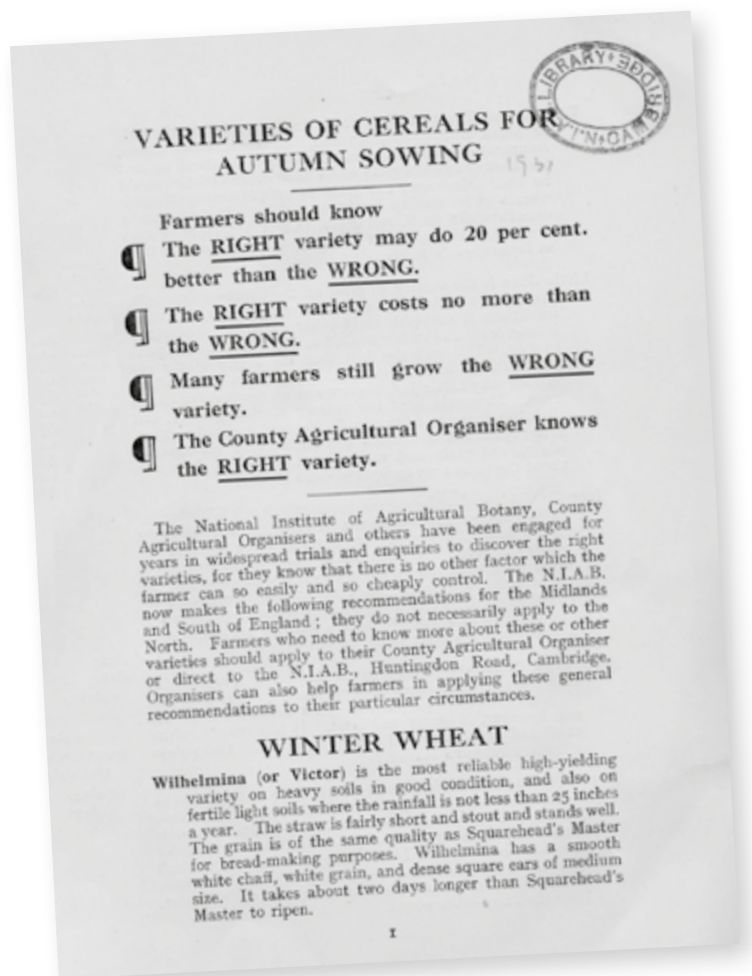 LIBRARY • N.I.A.B. • CAMBRIDGE
VARIETIES OF CEREALS FOR
AUTUMN SOWING
Farmers should know
¶ The RIGHT variety may do 20 per cent.
better than the WRONG.
¶ The RIGHT variety costs no more than
the WRONG.
¶ Many farmers still grow the WRONG
variety.
¶ The County Agricultural Organiser knows
the RIGHT variety.
The National Institute of Agricultural Botany, County
Agricultural Organisers and others have been engaged for
years in widespread trials and enquiries to discover the right
varieties, for they know that there is no other factor which the
farmer can so easily and so cheaply control. The N.I.A.B.
now makes the following recommendations for the Midlands
and South of England; they do not necessarily apply to the
North. Farmers who need to know more about these or other
varieties should apply to their County Agricultural Organiser
or direct to the N.I.A.B., Huntingdon Road, Cambridge.
Organisers can also help farmers in applying these general
recommendations to their particular circumstances.
WINTER WHEAT
Wilhelmina (or Victor) is the most reliable high-yielding
variety on heavy soils in good condition, and also on
fertile light soils where the rainfall is not less than 25 inches
a year. The straw is fairly short and stout and stands well.
The grain is of the same quality as Squarehead's Master
for bread-making purposes. Wilhelmina has a smooth
white chaff, white grain, and dense square ears of medium
size. It takes about two days longer than Squarehead's
Master to ripen.
1